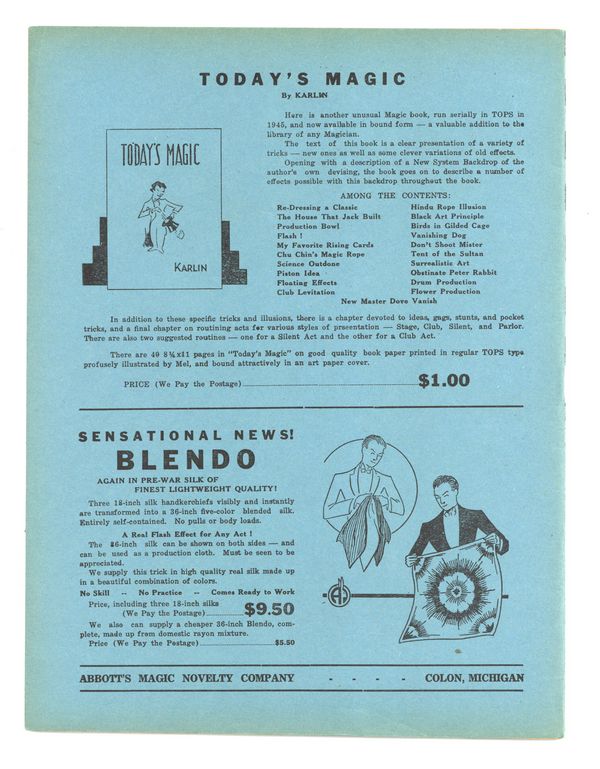 TODAY'S MAGIC
By KARLIN
Here is another unusual Magic book, run serially in TOPS in
1945, and now available in bound form — a valuable addition to the
library of any Magician.
The text of this book is a clear presentation of a variety of
tricks — new ones as well as some clever variations of old effects.
Opening with a description of a New System Backdrop of the
author's own devising, the book goes on to describe a number of
effects possible with this backdrop throughout the book.
TODAY'S MAGIC
KARLIN
AMONG THE CONTENTS:
Re-Dressing a Classic
The House That Jack Built
Production Bowl
Flash !
My Favorite Rising Cards
Chu Chin's Magic Rope
Science Outdone
Piston Idea
Floating Effects
Club Levitation
Hindu Rope Illusion
Black Art Principle
Birds in Gilded Cage
Vanishing Dog
Don't Shoot Mister
Tent of the Sultan
Surrealistic Art
Obstinate Peter Rabbit
Drum Production
Flower Production
New Master Dove Vanish
In addition to these specific tricks and illusions, there is a chapter devoted to ideas, gags, stunts, and pocket
tricks, and a final chapter on routining acts for various styles of prsentation — Stage, Club, Silent, and Parlor.
There are also two suggested routines — one for a Silent Act and the other for a Club Act.
There are 49 8½x11 pages in "Today's Magic" on good quality book paper printed in regular TOPS type
profusely illustrated by Mel, and bound attractively in an art paper cover.
PRICE (We Pay the Postage)........................$1.00
SENSATIONAL NEWS!
BLENDO
AGAIN IN PRE-WAR SILK OF
FINEST LIGHTWEIGHT QUALITY!
Three 18-inch silk handkerchiefs visibly and instantly
are transformed into a 36-inch five-color blended silk.
Entirely self-contained. No pulls or body loads.
A Real Flash Effect for Any Act !
The 36-inch silk can be shown on both sides — and
can be used as a production cloth. Must be seen to be
appreciated.
We supply this trick in high quality real silk made up
in a beautiful combination of colors.
No Skill -- No Practice -- Comes Ready to Work
Price, including three 18-inch silks
(We Pay the Postage)..............$9.50
We also can supply a cheaper 36-inch Blendo, com-
plete, made up from domestic rayon mixture.
Price (We Pay the Postage)..............$5.50
ABBOTT'S MAGIC NOVELTY COMPANY - - - - COLON, MICHIGAN